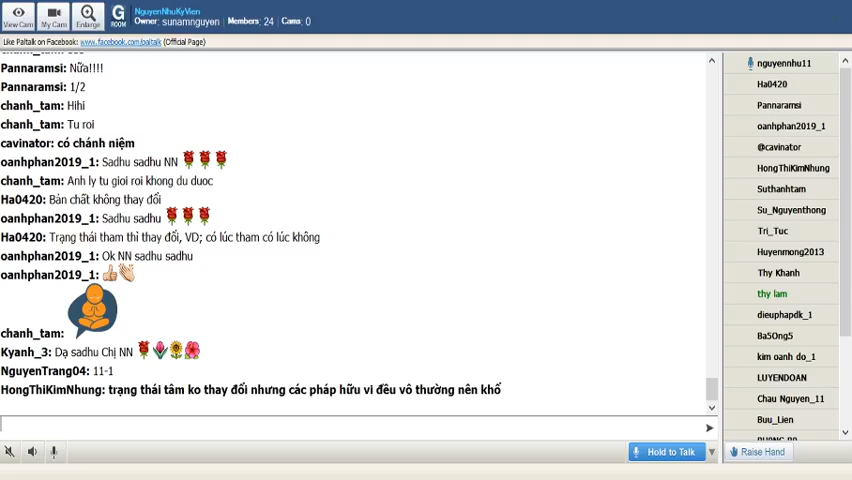 NguyenNhuKyVien
Owner: sunamnguyen Members: 24 Cams: 0
View Cam My Cam Enlarge G ROOM
Like Paltalk on Facebook: www.facebook.com/paltalk (Official Page)
Pannaramsi: Nữa!!!!
Pannaramsi: 1/2
chanh_tam: Hihi
chanh_tam: Tu roi
cavinator: có chánh niệm
oanhphan2019_1: Sadhu sadhu NN
chanh_tam: Anh ly tu gioi roi khong du duoc
Ha0420: Bản chất không thay đổi
oanhphan2019_1: Sadhu sadhu
Ha0420: Trạng thái tham thì thay đổi, VD; có lúc tham có lúc không
oanhphan2019_1: Ok NN sadhu sadhu
oanhphan2019_1:
chanh_tam:
Kyanh_3: Dạ sadhu Chị NN
NguyenTrang04: 11-1
HongThiKimNhung: trạng thái tâm ko thay đổi nhưng các pháp hữu vi đều vô thường nên khổ
nguyennhu11
Ha0420
Pannaramsi
oanhphan2019_1
@cavinator
HongThiKimNhung
Suthanhtam
Su_Nguyenthong
Tri_Tuc
Huyenmong2013
Thy Khanh
thy lam
dieuphapdk_1
Ba5Ong5
kim oanh do_1
LUYENDOAN
Chau Nguyen_11
Buu_Lien
Hold to Talk
Raise Hand